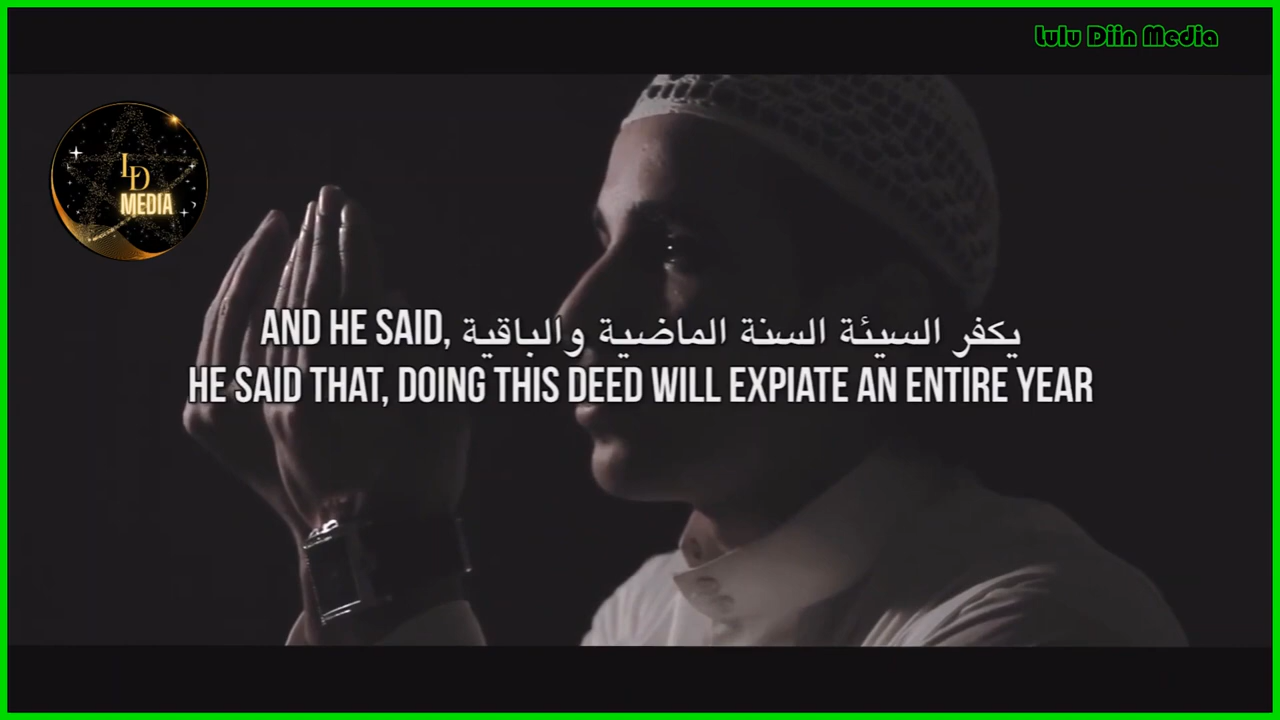 Lulu Diin Media
LD
MEDIA
AND HE SAID, يكفر السيئة السنة الماضية والباقية
HE SAID THAT, DOING THIS DEED WILL EXPIATE AN ENTIRE YEAR